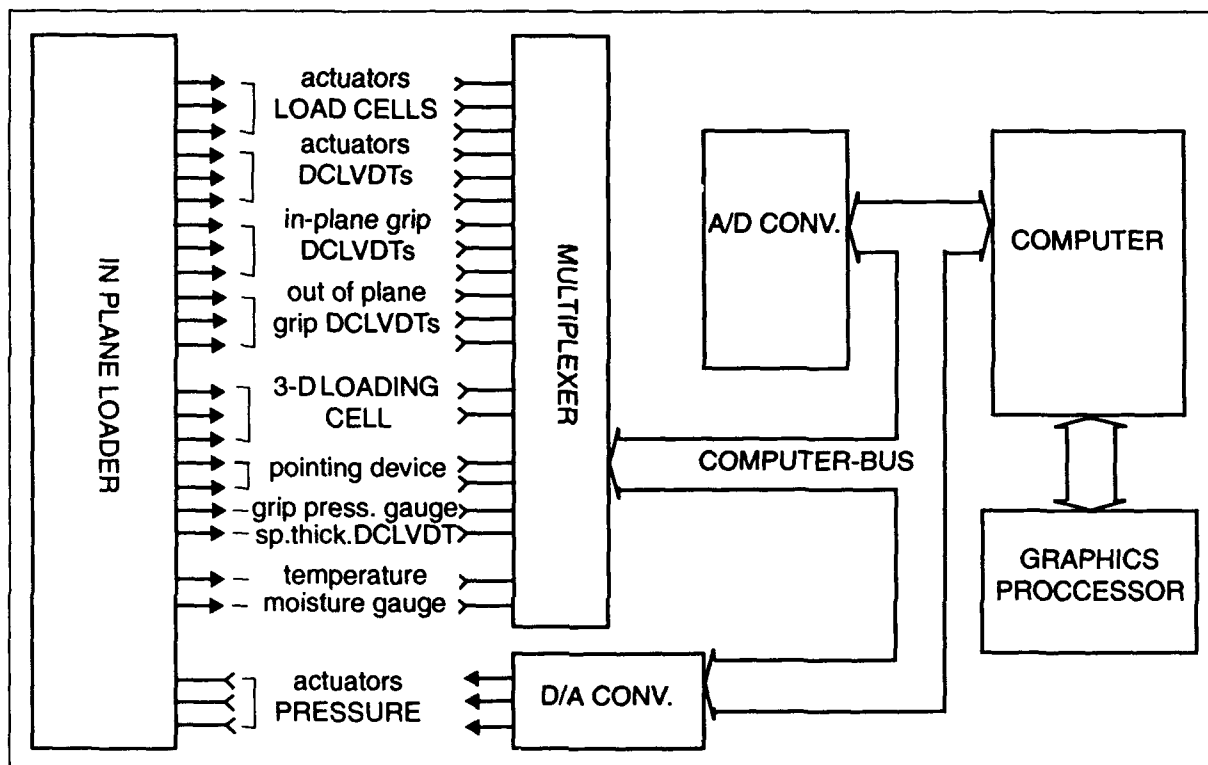 IN PLANE LOADER
actuators
LOAD CELLS
actuators
DCLVDTs
in-plane grip
DCLVDTs
out of plane
grip DCLVDTs
3-D LOADING
CELL
pointing device
grip press. gauge
sp.thick.DCLVDT
temperature
moisture gauge
actuators
PRESSURE
MULTIPLEXER
D/A CONV.
A/D CONV.
COMPUTER-BUS
COMPUTER
GRAPHICS
PROCCESSOR